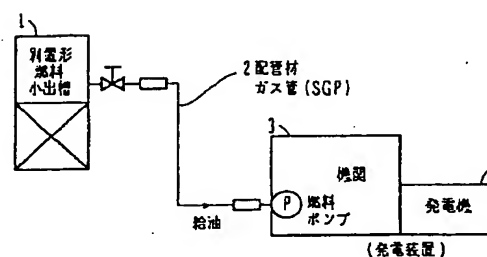 1
別置形
燃料
小出槽
2 配管材
ガス管 (SGP)
3
機関
P
燃料
ポンプ
給油
発電機
(発電装置)